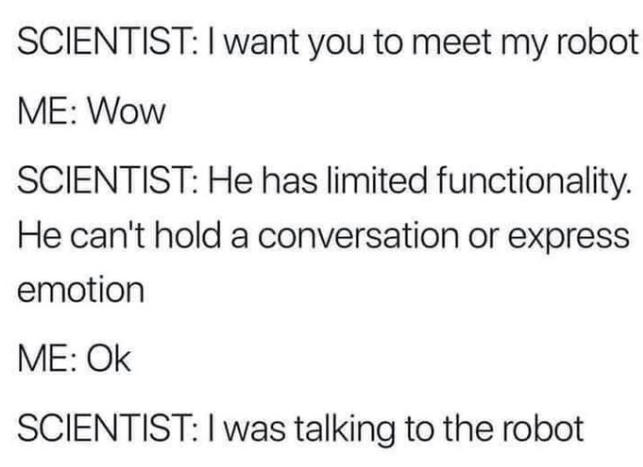 SCIENTIST: I want you to meet my robot
ME: Wow
SCIENTIST: He has limited functionality.
He can't hold a conversation or express
emotion
ME: Ok
SCIENTIST: I was talking to the robot